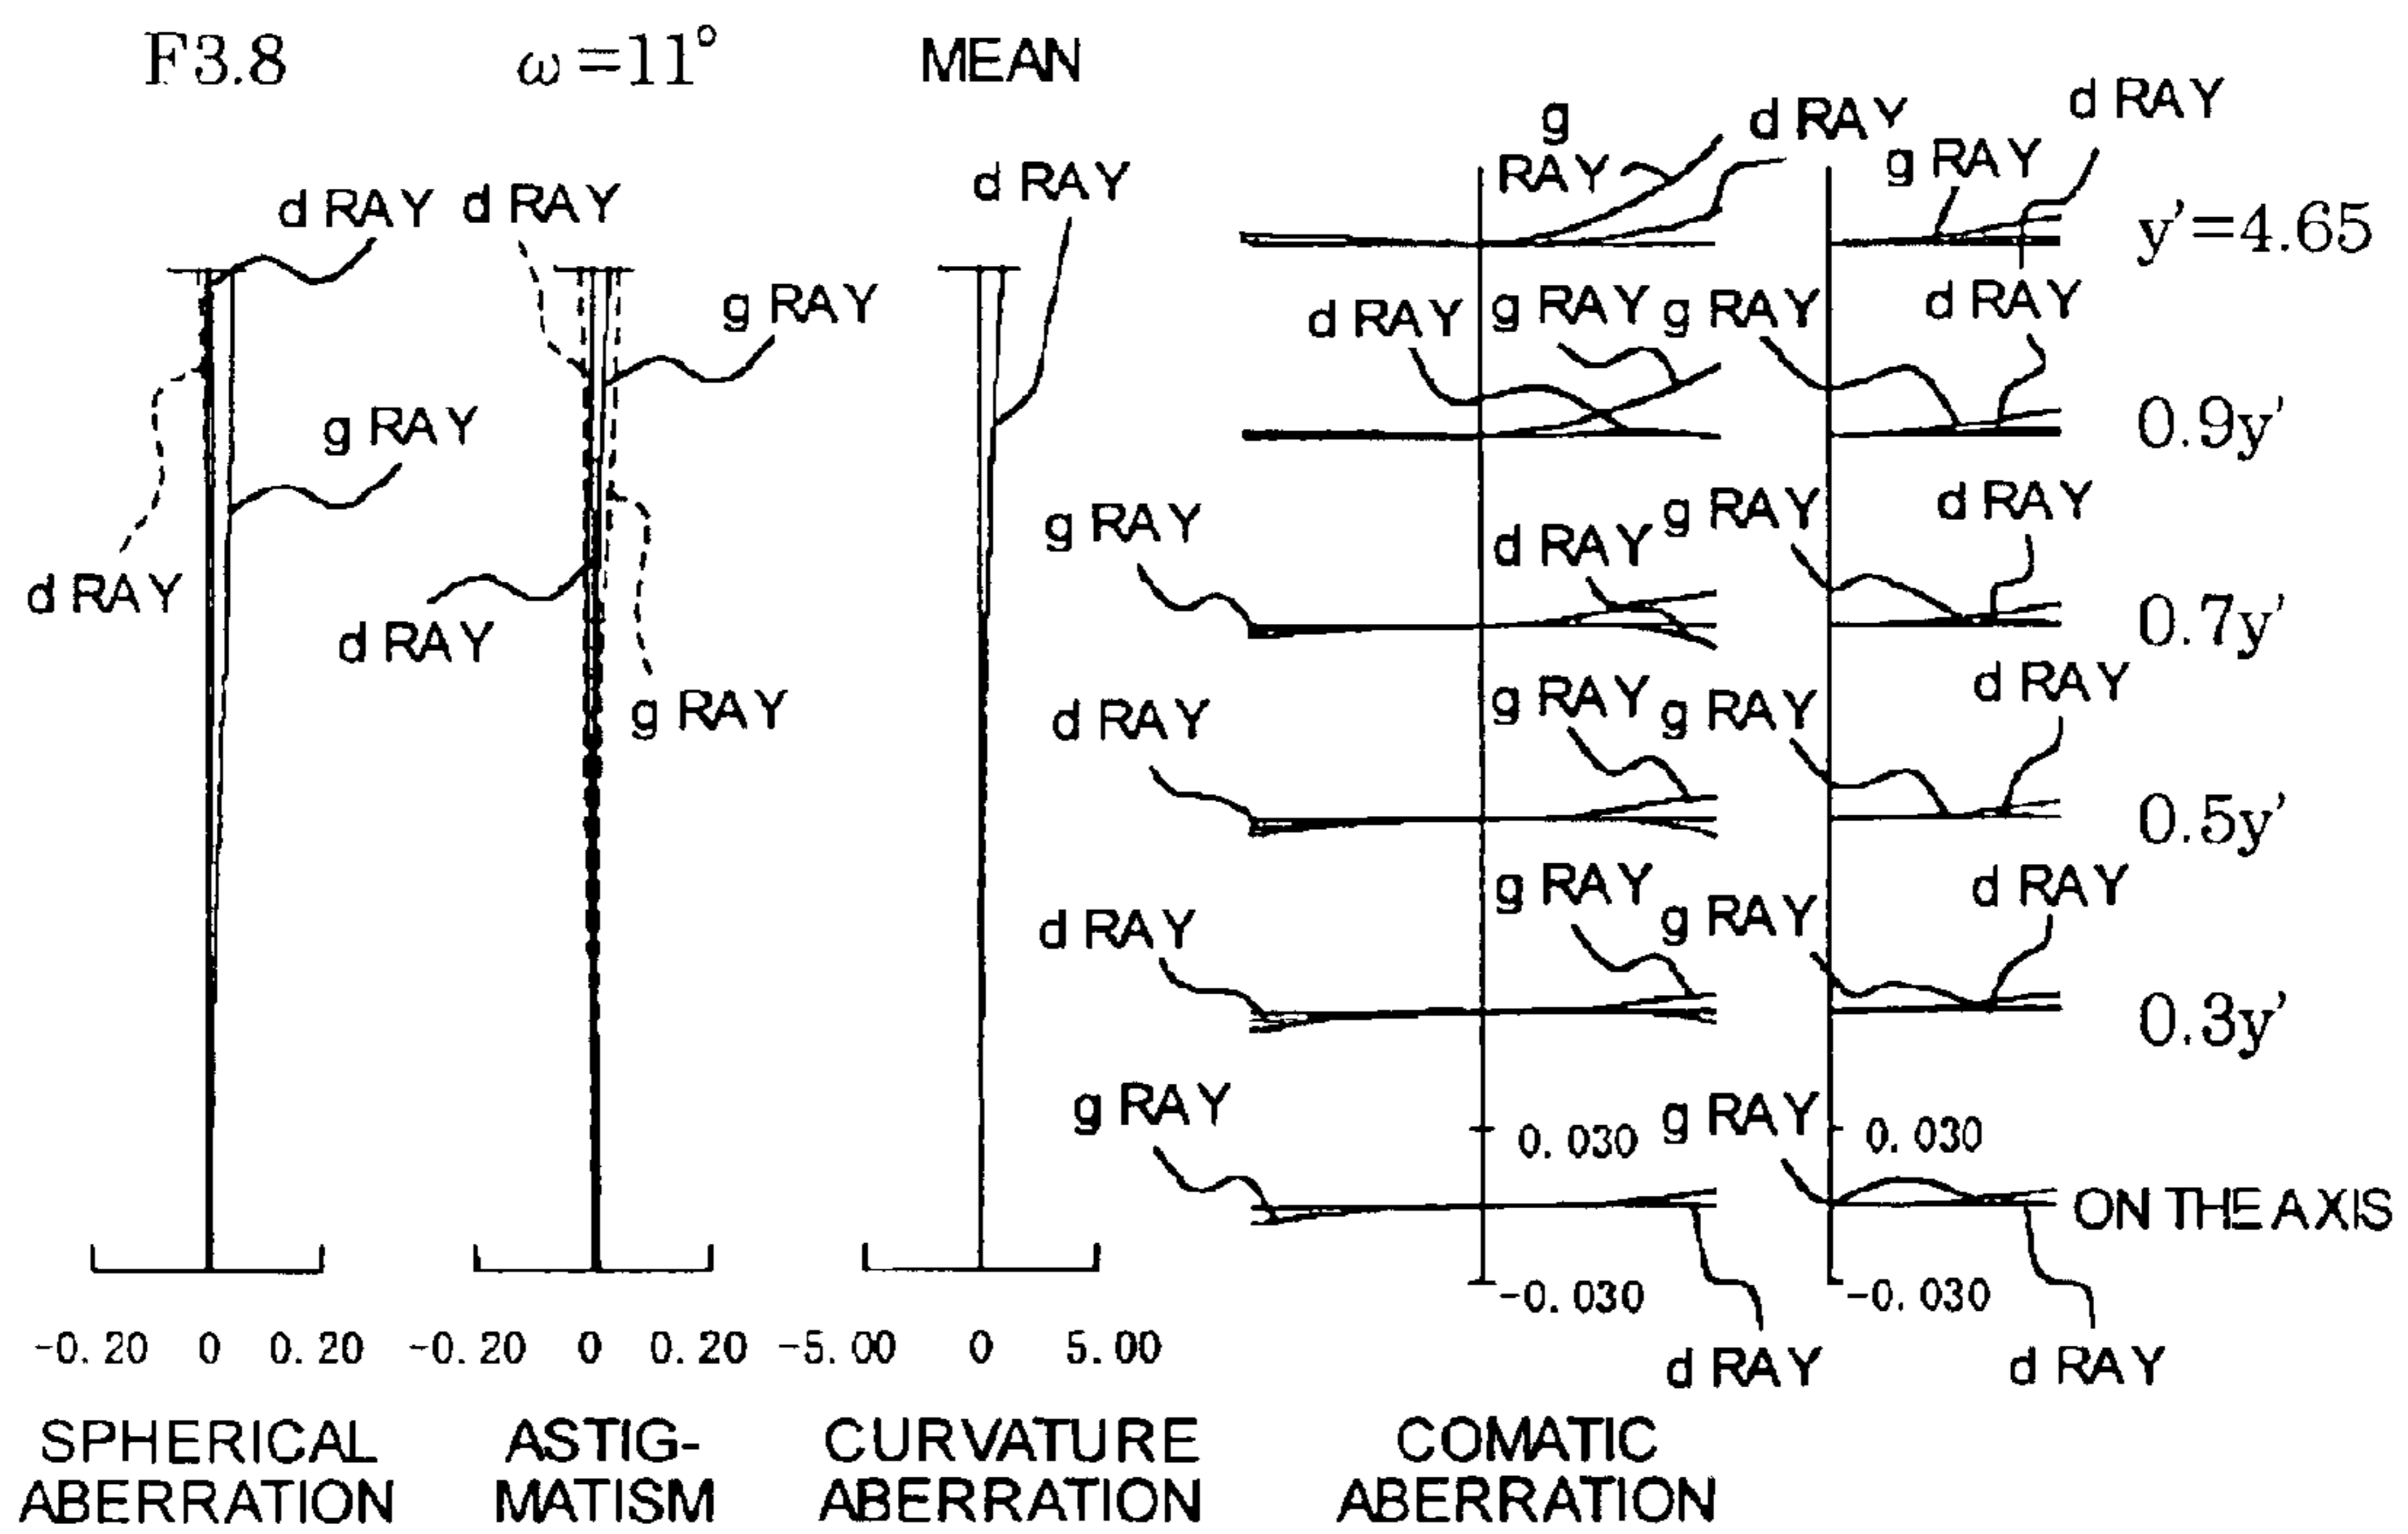 F3.8
ω=11°
MEAN
d RAY
d RAY
d RAY
g
RAY
d RAY
g RAY
d RAY
y'=4.65
g RAY
d RAY
g RAY
g RAY
d RAY
0.9y'
g RAY
d RAY
g RAY
d RAY
g RAY
d RAY
0.7y'
d RAY
g RAY
d RAY
g RAY
g RAY
d RAY
0.5y'
d RAY
g RAY
g RAY
d RAY
0.3y'
g RAY
0.030
g RAY
0.030
ON THE AXIS
-0.030
-0.030
-0.20
0
0.20
-0.20
0
0.20
-5.00
0
5.00
d RAY
d RAY
SPHERICAL
ABERRATION
ASTIG-
MATISM
CURVATURE
ABERRATION
COMATIC
ABERRATION